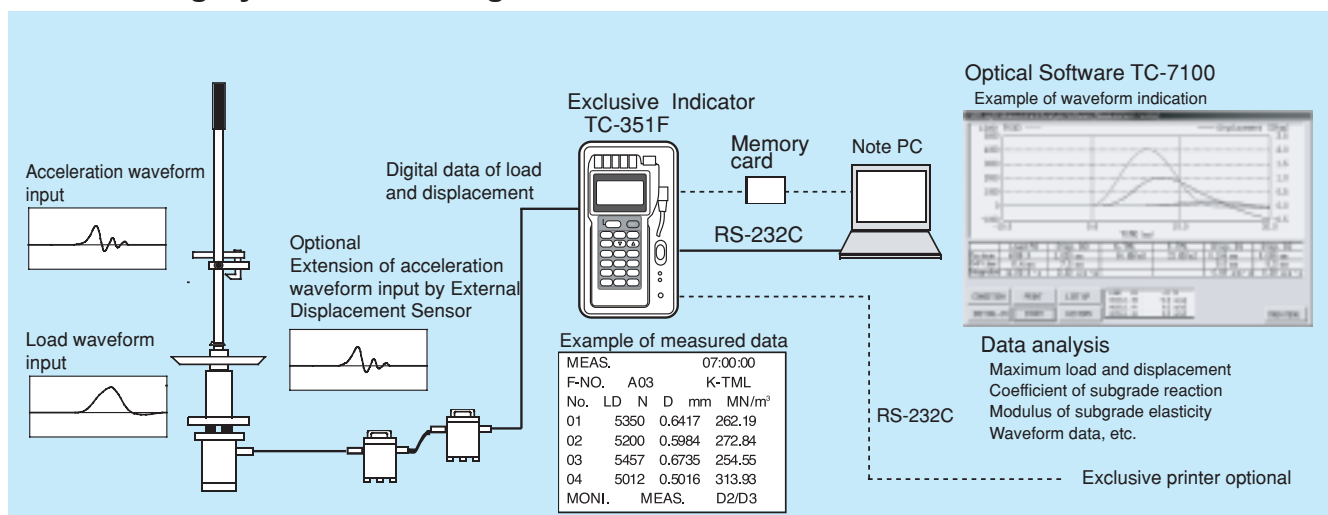 Optical Software TC-7100
Example of waveform indication
Exclusive Indicator
TC-351F
Memory
card
Note PC
Acceleration waveform
input
Digital data of load
and displacement
RS-232C
Optional
Extension of acceleration
waveform input by External
Displacement Sensor
Load waveform
input
Example of measured data
MEAS. 07:00:00
F-NO. A03 K-TML
No. LD N D mm MN/m³
01 5350 0.6417 262.19
02 5200 0.5984 272.84
03 5457 0.6735 254.55
04 5012 0.5016 313.93
MONI. MEAS. D2/D3
Data analysis
Maximum load and displacement
Coefficient of subgrade reaction
Modulus of subgrade elasticity
Waveform data, etc.
RS-232C
Exclusive printer optional